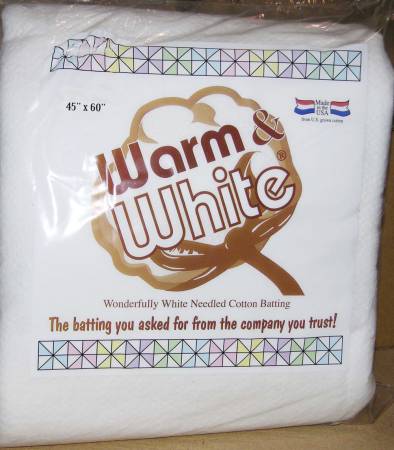 45" x 60"
Made
in the
USA
from U.S. grown cotton
Warm &
White®
Wonderfully White Needled Cotton Batting
The batting you asked for from the company you trust!